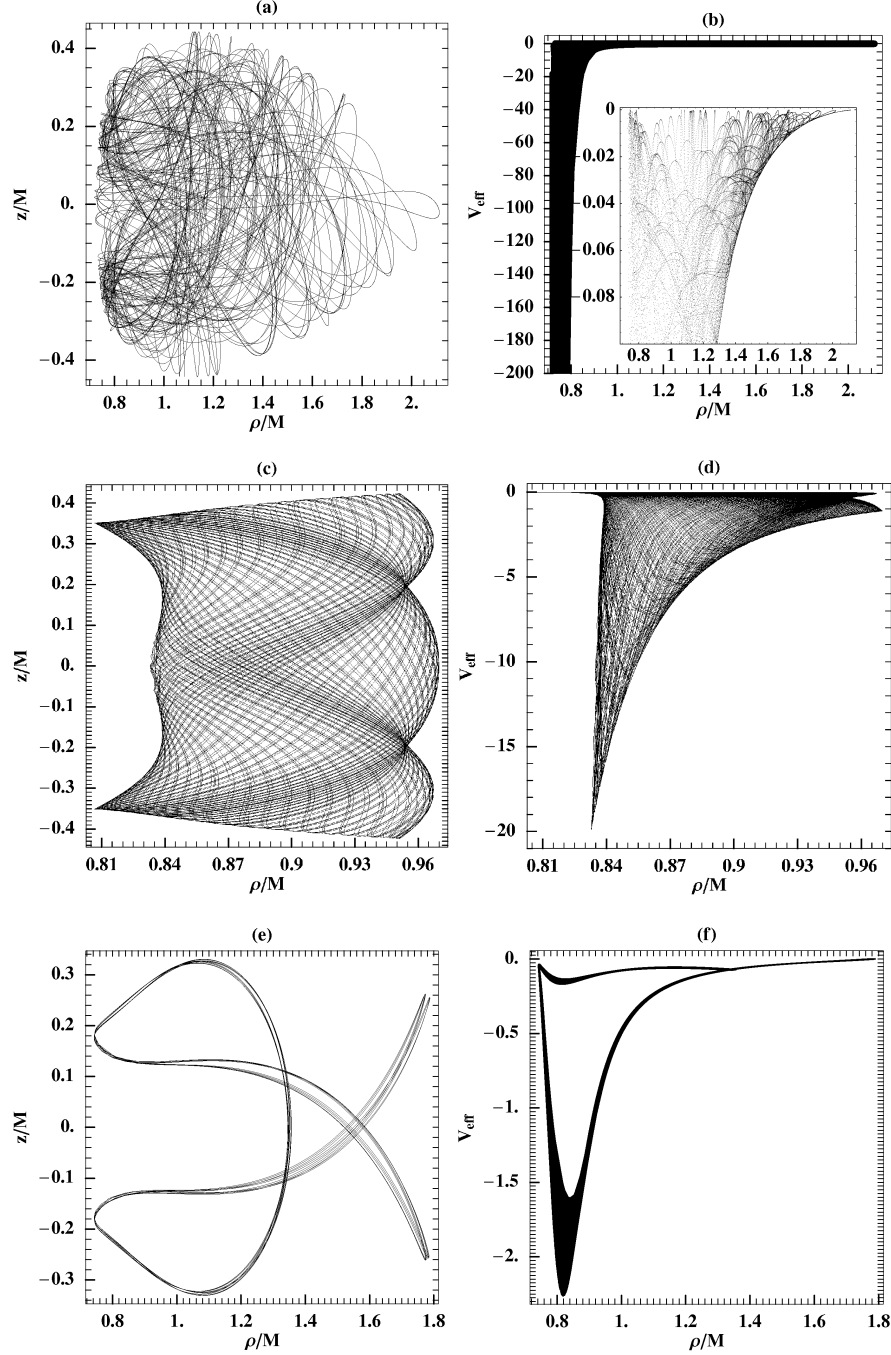 (a)
0.4
0.2
0.
−0.2
−0.4
z/M
0.8 1. 1.2 1.4 1.6 1.8 2.
ρ/M
(b)
0
−20
−40
−60
−80
−100
−120
−140
−160
−180
−200
Veff
0
−0.02
−0.04
−0.06
−0.08
0.8 1 1.2 1.4 1.6 1.8 2
0.8 1. 1.2 1.4 1.6 1.8 2.
ρ/M
(c)
0.4
0.3
0.2
0.1
0.
−0.1
−0.2
−0.3
−0.4
z/M
0.81 0.84 0.87 0.9 0.93 0.96
ρ/M
(d)
0
−5
−10
−15
−20
Veff
0.81 0.84 0.87 0.9 0.93 0.96
ρ/M
(e)
0.3
0.2
0.1
0.
−0.1
−0.2
−0.3
z/M
0.8 1. 1.2 1.4 1.6 1.8
ρ/M
(f)
0.
−0.5
−1.
−1.5
−2.
Veff
0.8 1. 1.2 1.4 1.6 1.8
ρ/M